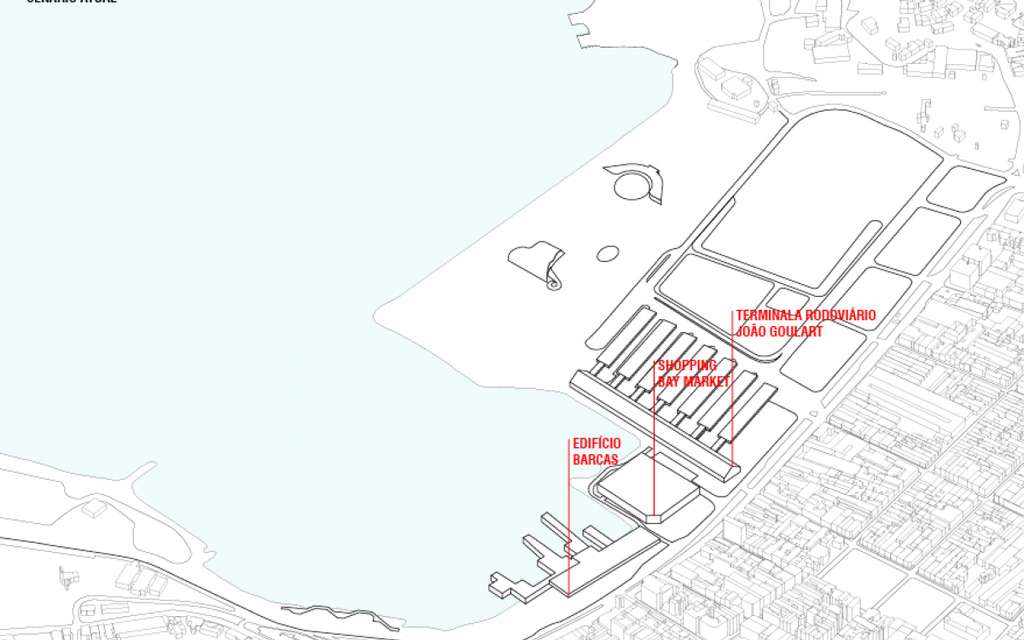 TERMINALA RODOVIÁRIO
JOÃO GOULART
SHOPPING
BAY MARKET
EDIFÍCIO
BARCAS